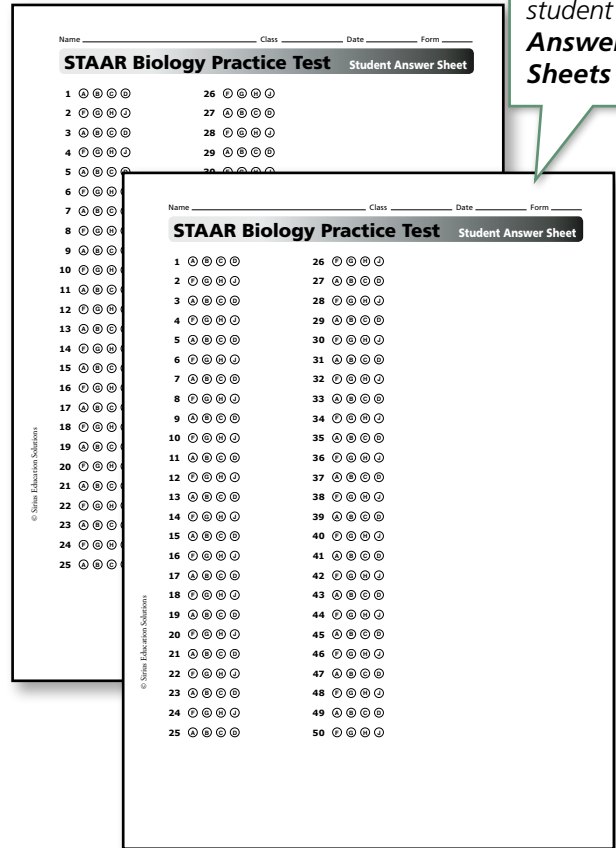 student
Answer
Sheets
Name Class Date Form
STAAR Biology Practice Test Student Answer Sheet
1 A B C D 26 F G H J
2 F G H J 27 A B C D
3 A B C D 28 F G H J
4 F G H J 29 A B C D
5 A B C
6 F G H
7 A B C
8 F G H
9 A B C
10 F G H
11 A B C
12 F G H
13 A B C
14 F G H
15 A B C
16 F G H
17 A B C
18 F G H
19 A B C
20 F G H
21 A B C
22 F G H
23 A B C
24 F G H
25 A B C
© Sirius Education Solutions
Name Class Date Form
STAAR Biology Practice Test Student Answer Sheet
1 A B C D 26 F G H J
2 F G H J 27 A B C D
3 A B C D 28 F G H J
4 F G H J 29 A B C D
5 A B C D 30 F G H J
6 F G H J 31 A B C D
7 A B C D 32 F G H J
8 F G H J 33 A B C D
9 A B C D 34 F G H J
10 F G H J 35 A B C D
11 A B C D 36 F G H J
12 F G H J 37 A B C D
13 A B C D 38 F G H J
14 F G H J 39 A B C D
15 A B C D 40 F G H J
16 F G H J 41 A B C D
17 A B C D 42 F G H J
18 F G H J 43 A B C D
19 A B C D 44 F G H J
20 F G H J 45 A B C D
21 A B C D 46 F G H J
22 F G H J 47 A B C D
23 A B C D 48 F G H J
24 F G H J 49 A B C D
25 A B C D 50 F G H J
© Sirius Education Solutions